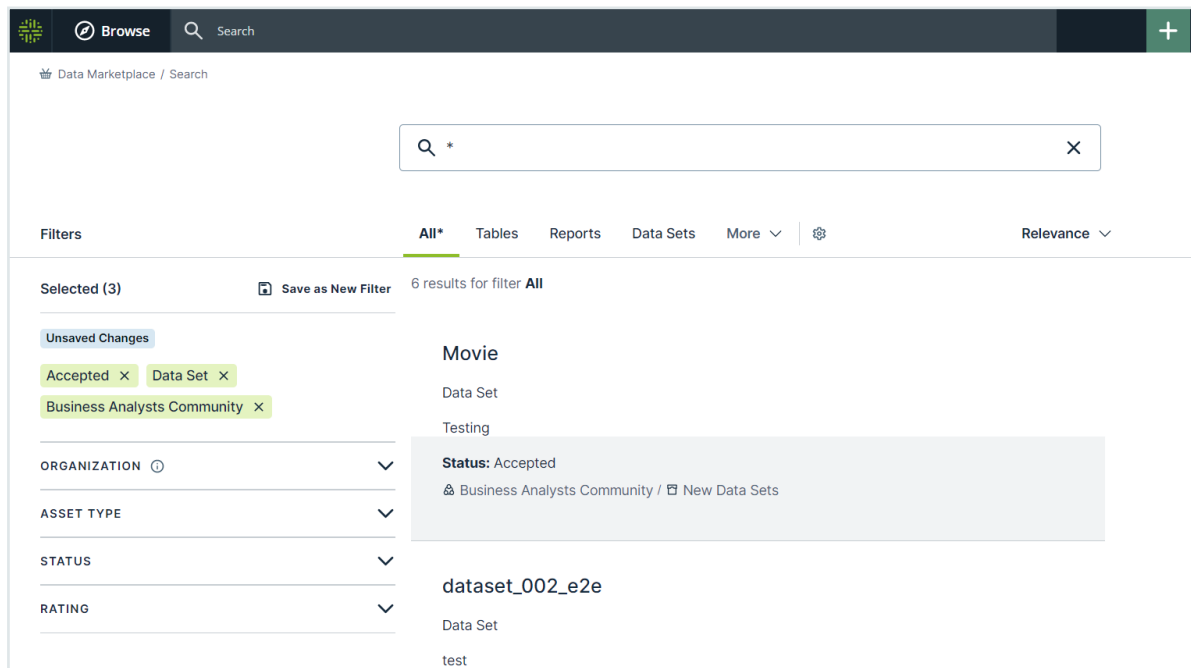 Browse Search
Data Marketplace / Search
*
Filters
All* Tables Reports Data Sets More Relevance
Selected (3) Save as New Filter
6 results for filter All
Unsaved Changes
Accepted Data Set
Business Analysts Community
ORGANIZATION
ASSET TYPE
STATUS
RATING
Movie
Data Set
Testing
Status: Accepted
Business Analysts Community / New Data Sets
dataset_002_e2e
Data Set
test